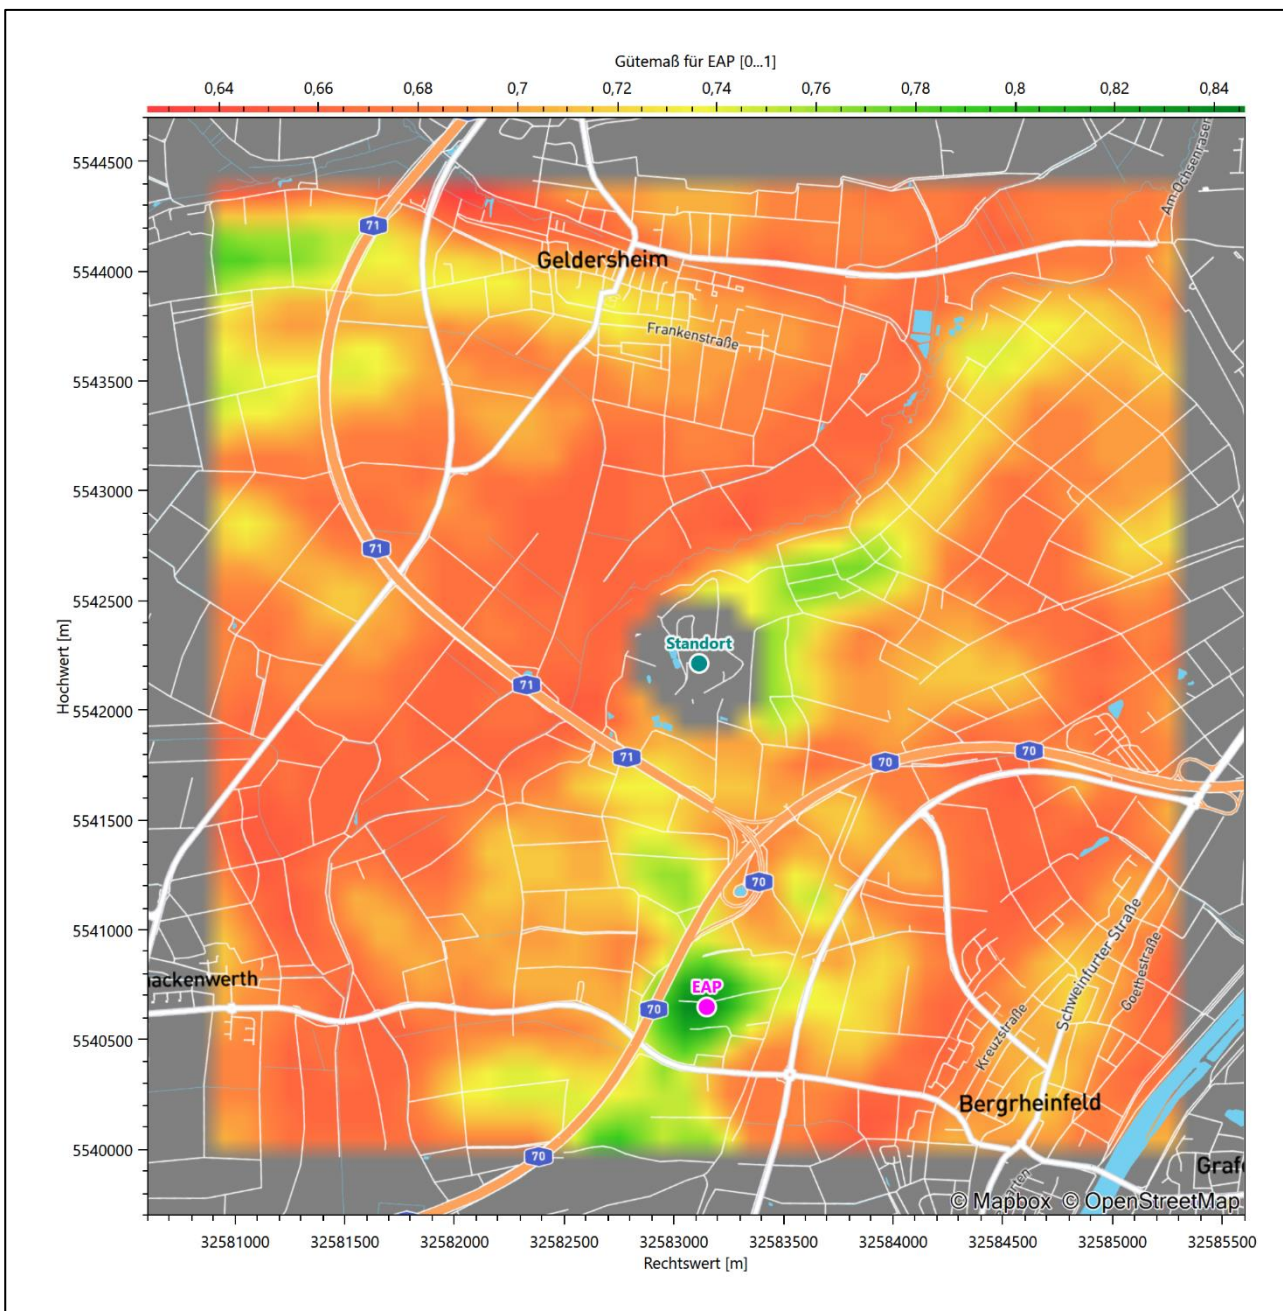 Gütemaß für EAP [0...1]
0,64 0,66 0,68 0,7 0,72 0,74 0,76 0,78 0,8 0,82 0,84
5544500
Am-Ochsenrasen
71
Geldersheim
5544000
Frankenstraße
5543500
5543000
71
5542500
Standort
Hochwert [m]
71
5542000
71
70
70
5541500
70
5541000
Schweinfurter Straße
Goethestraße
ackenwerth
EAP
70
5540500
Kreuzstraße
Bergrheinfeld
5540000
70
Grafe
© Mapbox © OpenStreetMap
32581000 32581500 32582000 32582500 32583000 32583500 32584000 32584500 32585000 32585500
Rechtswert [m]